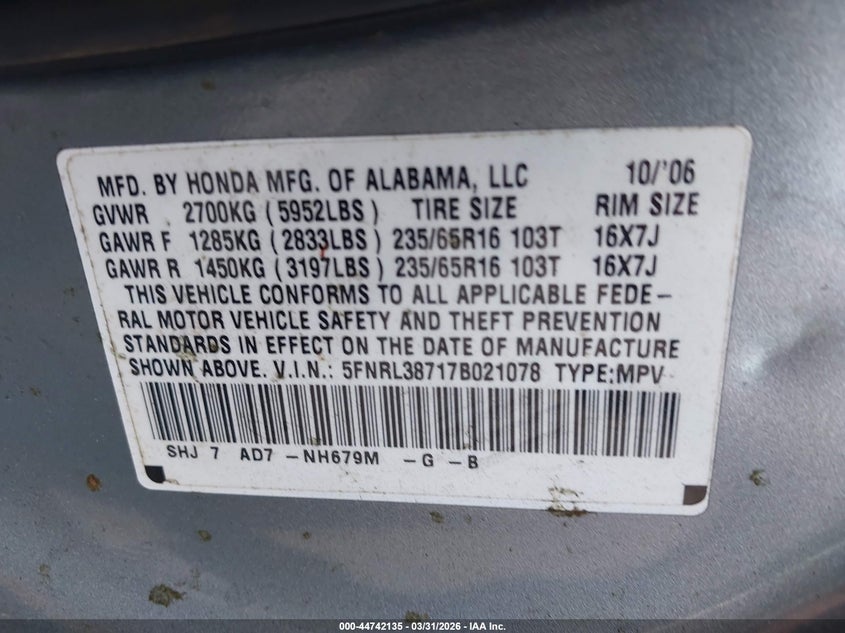 MFD. BY HONDA MFG. OF ALABAMA, LLC 10/'06
GVWR 2700KG (5952LBS) TIRE SIZE RIM SIZE
GAWR F 1285KG (2833LBS) 235/65R16 103T 16X7J
GAWR R 1450KG (3197LBS) 235/65R16 103T 16X7J
THIS VEHICLE CONFORMS TO ALL APPLICABLE FEDE-
RAL MOTOR VEHICLE SAFETY AND THEFT PREVENTION
STANDARDS IN EFFECT ON THE DATE OF MANUFACTURE
SHOWN ABOVE. V.I.N.: 5FNRL38717B021078 TYPE:MPV
SHJ 7 AD7 -NH679M -G -B
000-44742135 - 03/31/2026 - IAA Inc.